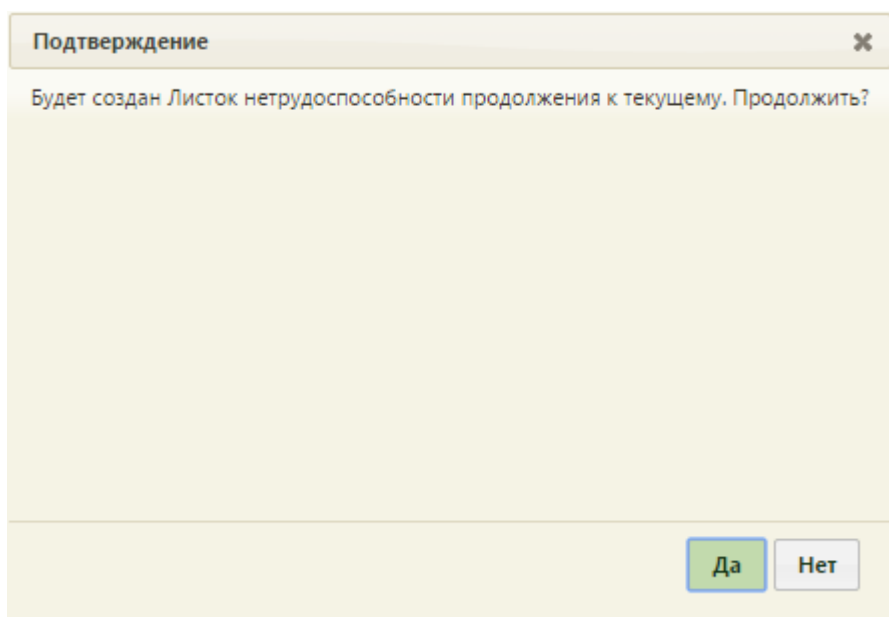 Подтверждение
Будет создан Листок нетрудоспособности продолжения к текущему. Продолжить?
Да Нет